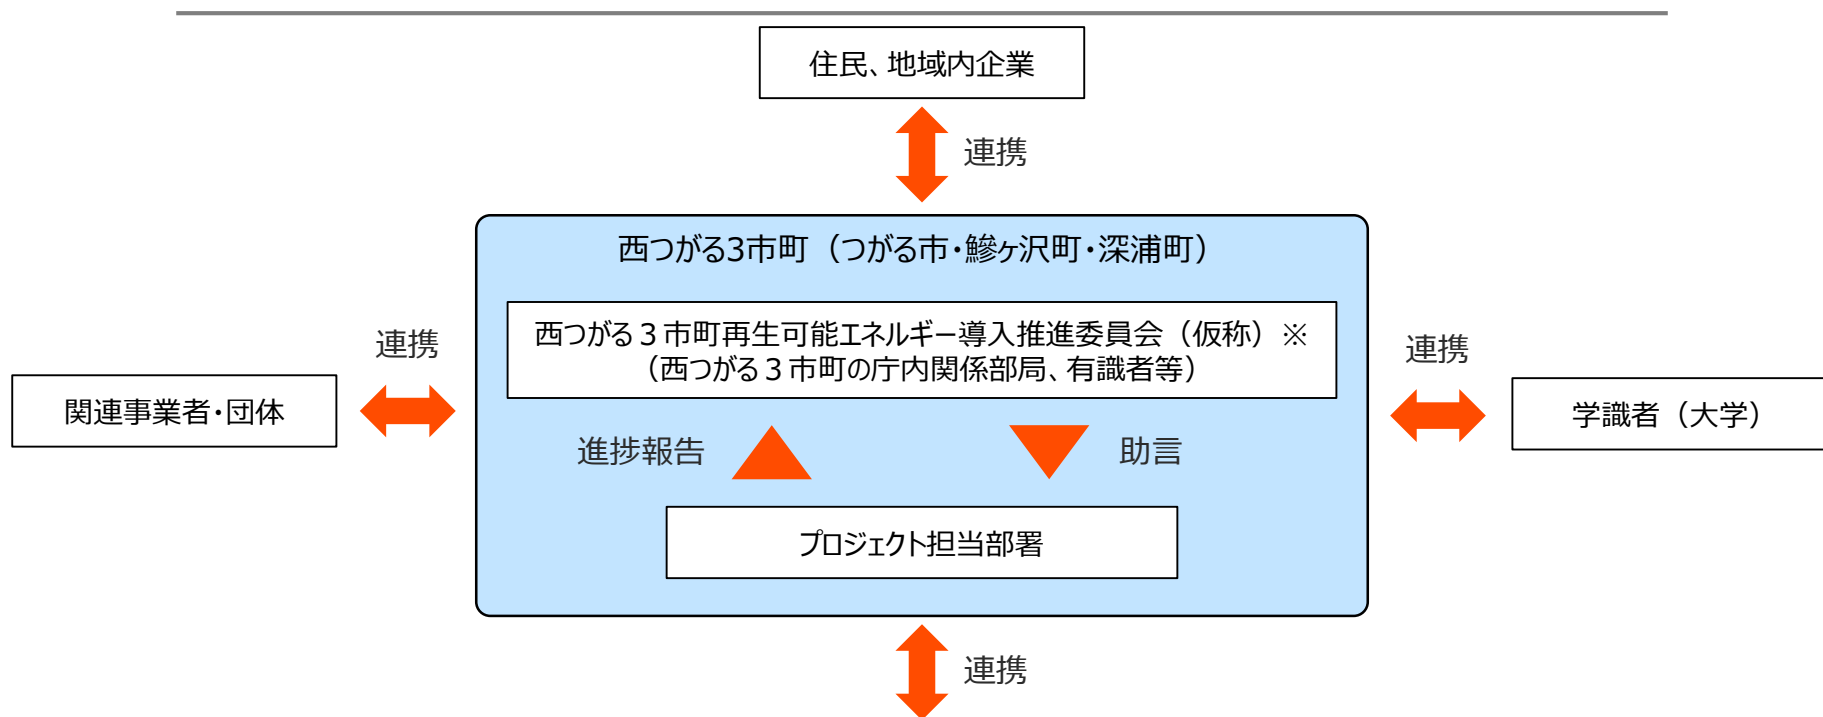 住民、地域内企業
連携
西つがる3市町（つがる市・鰺ヶ沢町・深浦町）
西つがる３市町再生可能エネルギー導入推進委員会（仮称）※
（西つがる３市町の庁内関係部局、有識者等）
連携
連携
関連事業者・団体
学識者（大学）
進捗報告
助言
プロジェクト担当部署
連携